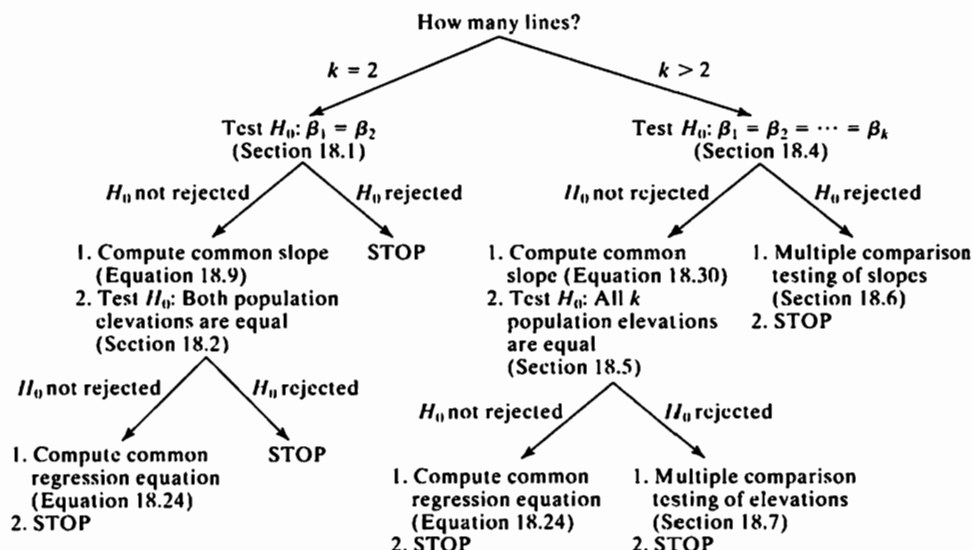 How many lines?
k = 2
k > 2
Test H₀: β₁ = β₂
(Section 18.1)
Test H₀: β₁ = β₂ = ··· = βₖ
(Section 18.4)
H₀ not rejected
H₀ rejected
H₀ not rejected
H₀ rejected
1. Compute common slope
(Equation 18.9)
2. Test H₀: Both population
elevations are equal
(Section 18.2)
STOP
1. Compute common
slope (Equation 18.30)
2. Test H₀: All k
population elevations
are equal
(Section 18.5)
1. Multiple comparison
testing of slopes
(Section 18.6)
2. STOP
H₀ not rejected
H₀ rejected
H₀ not rejected
H₀ rejected
1. Compute common
regression equation
(Equation 18.24)
2. STOP
STOP
1. Compute common
regression equation
(Equation 18.24)
2. STOP
1. Multiple comparison
testing of elevations
(Section 18.7)
2. STOP